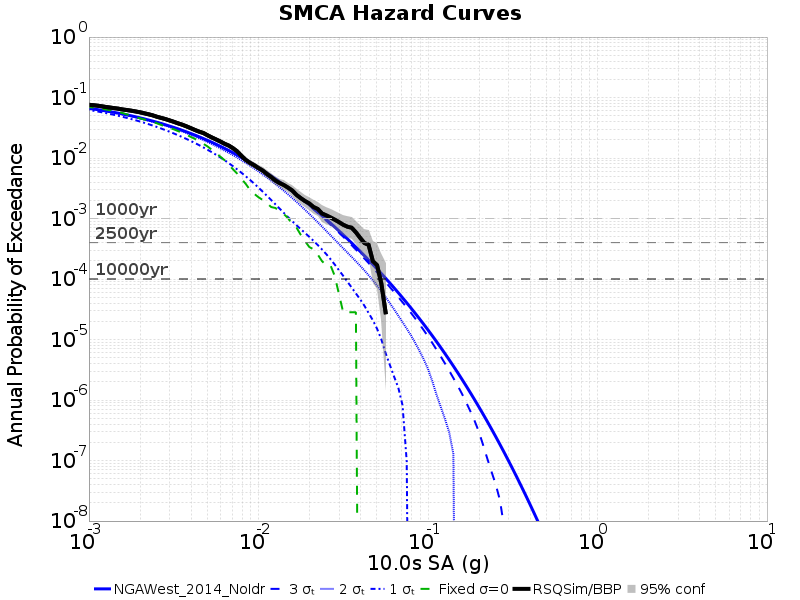 SMCA Hazard Curves
Annual Probability of Exceedance
10^0
10^-1
10^-2
10^-3
10^-4
10^-5
10^-6
10^-7
10^-8
1000yr
2500yr
10000yr
10^-3 10^-2 10^-1 10^0 10^1
10.0s SA (g)
NGAWest_2014_NoIdr 3 σₜ 2 σₜ 1 σₜ Fixed σ=0 RSQSim/BBP 95% conf